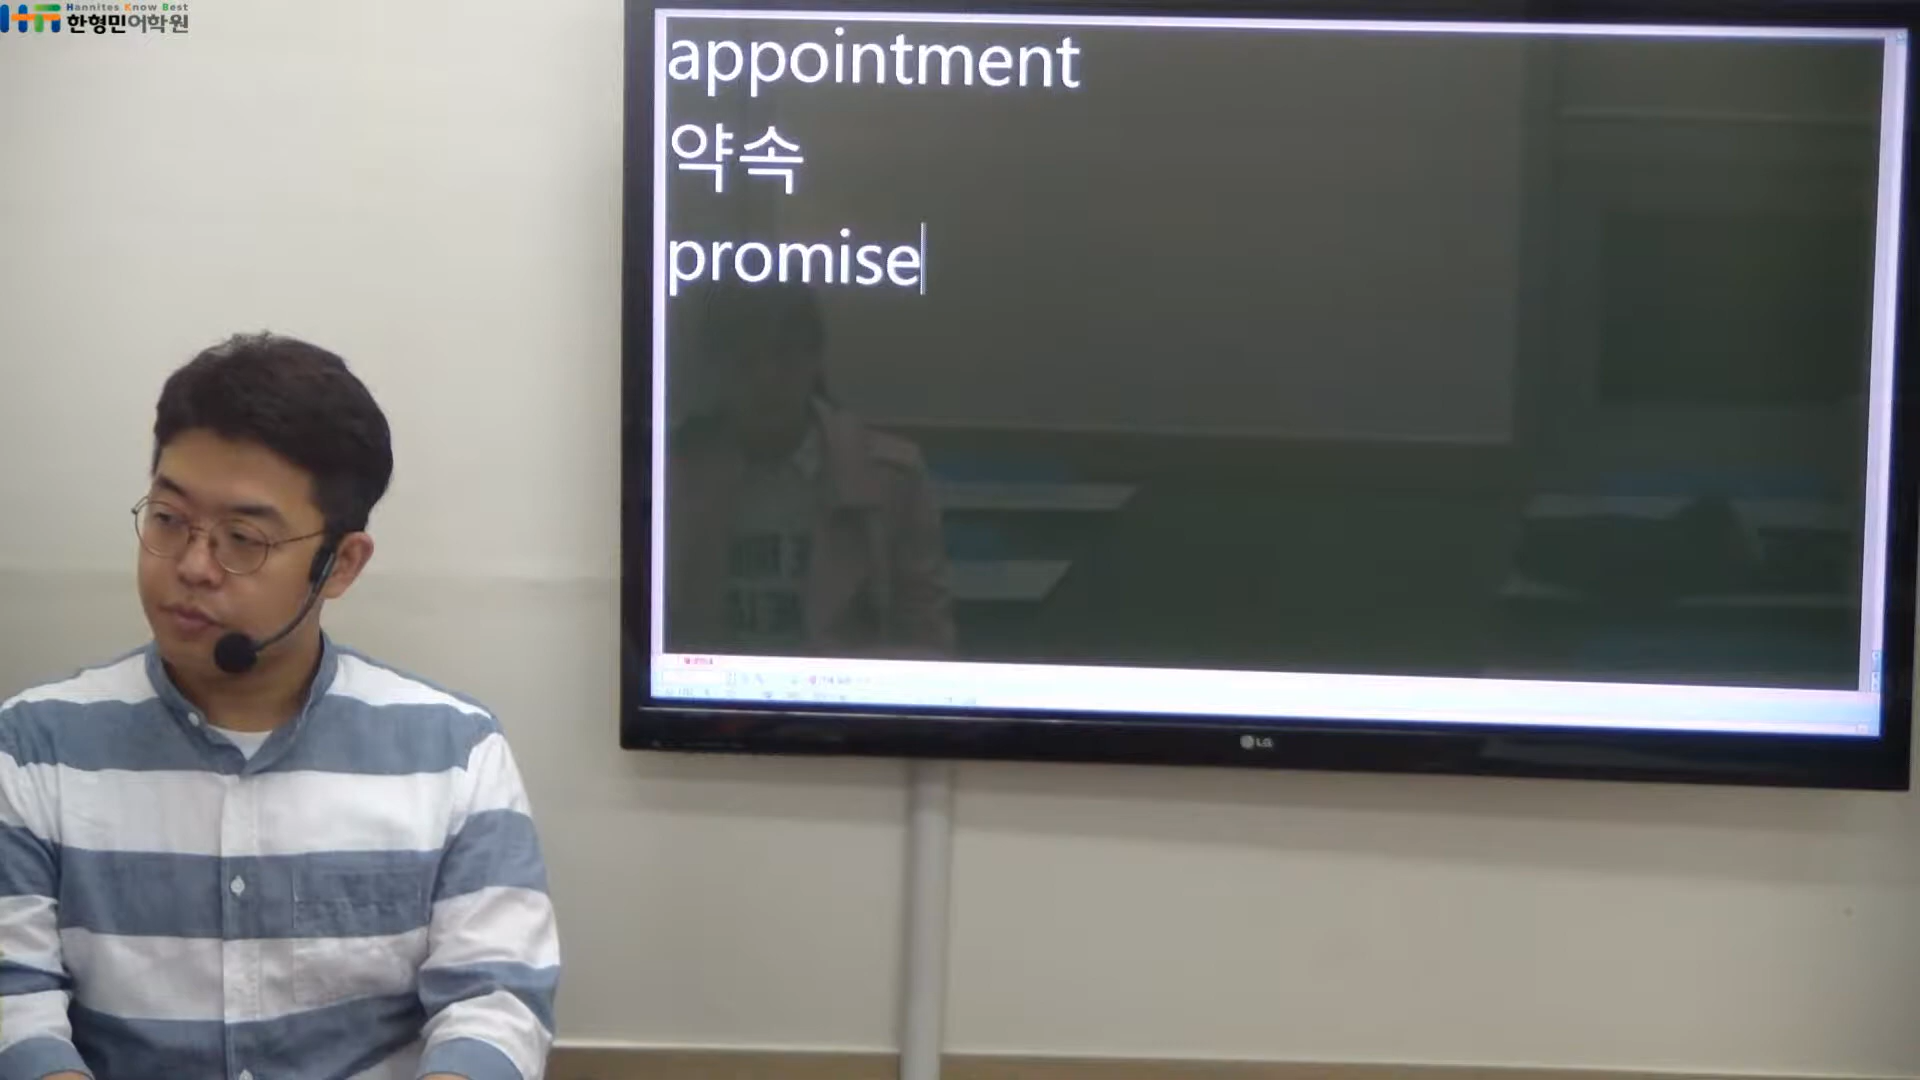 Hannites Know Best
한형민어학원
appointment
약속
promise
LG